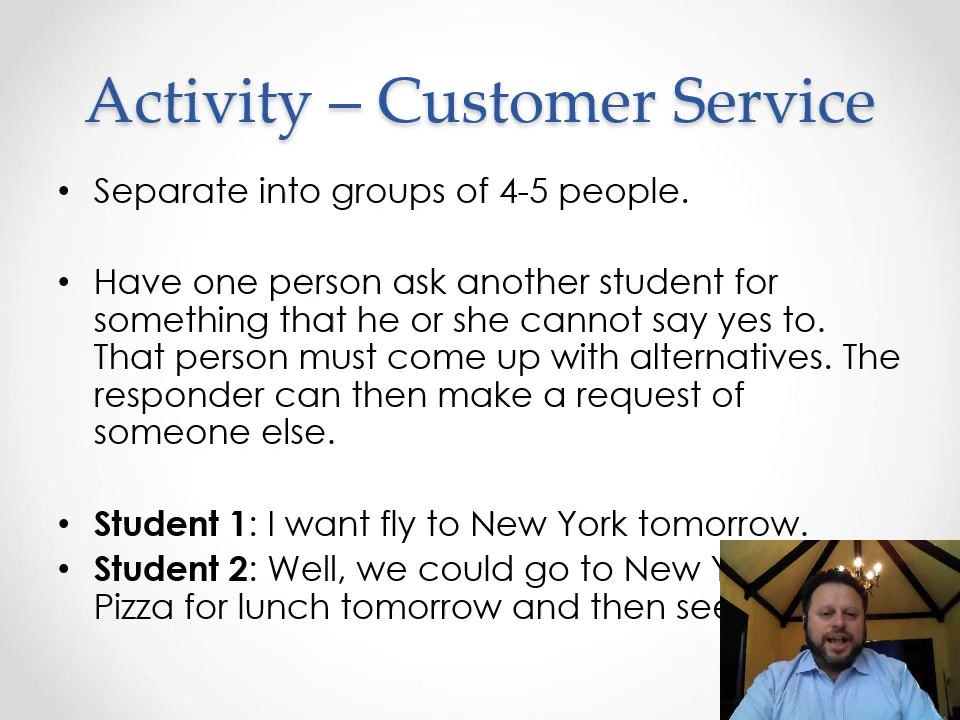 Activity – Customer Service
• Separate into groups of 4-5 people.
• Have one person ask another student for
something that he or she cannot say yes to.
That person must come up with alternatives. The
responder can then make a request of
someone else.
• Student 1: I want fly to New York tomorrow.
• Student 2: Well, we could go to New
Pizza for lunch tomorrow and then see